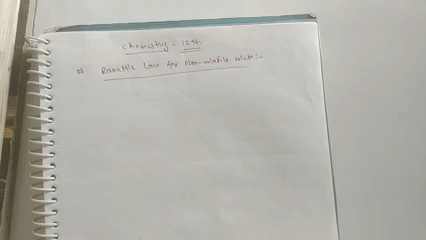 Chemistry - 12th
Raoult's Law for Non-volatile solute :-